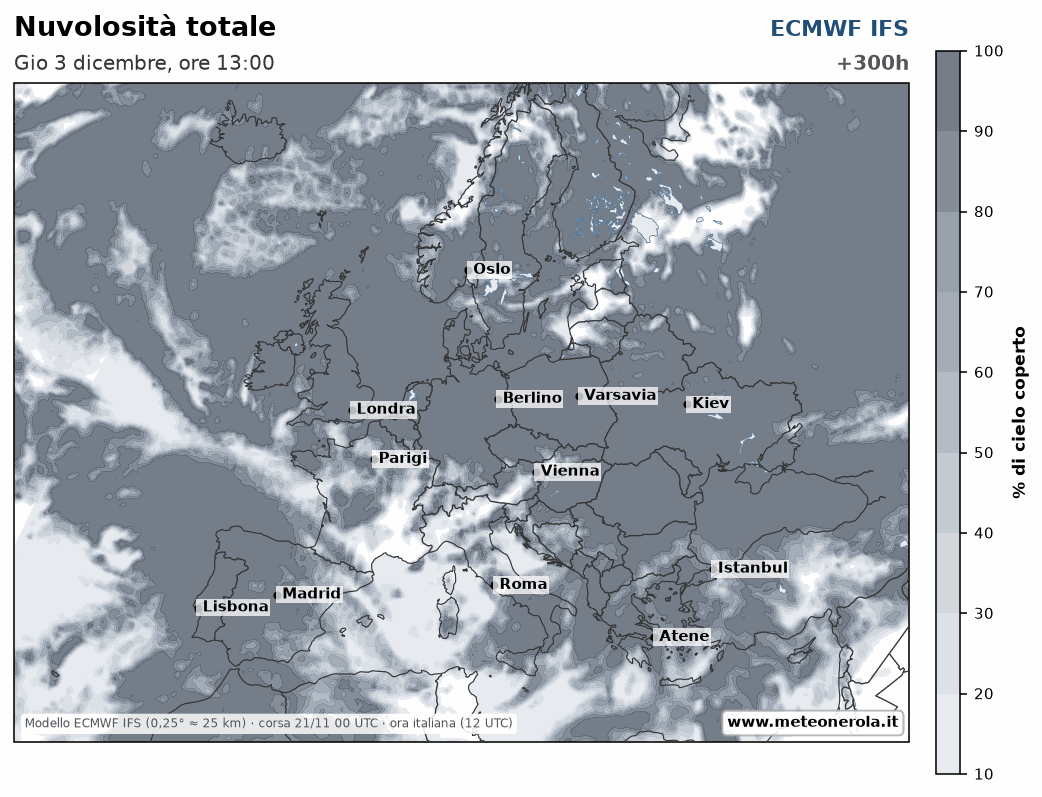 Nuvolosità totale
ECMWF IFS
Gio 3 dicembre, ore 13:00
+300h
Oslo
Berlino
Varsavia
Kiev
Londra
Parigi
Vienna
Istanbul
Roma
Madrid
Lisbona
Atene
Modello ECMWF IFS (0,25° ≈ 25 km) · corsa 21/11 00 UTC · ora italiana (12 UTC)
www.meteonerola.it
100
90
80
70
60
50
40
30
20
10
% di cielo coperto